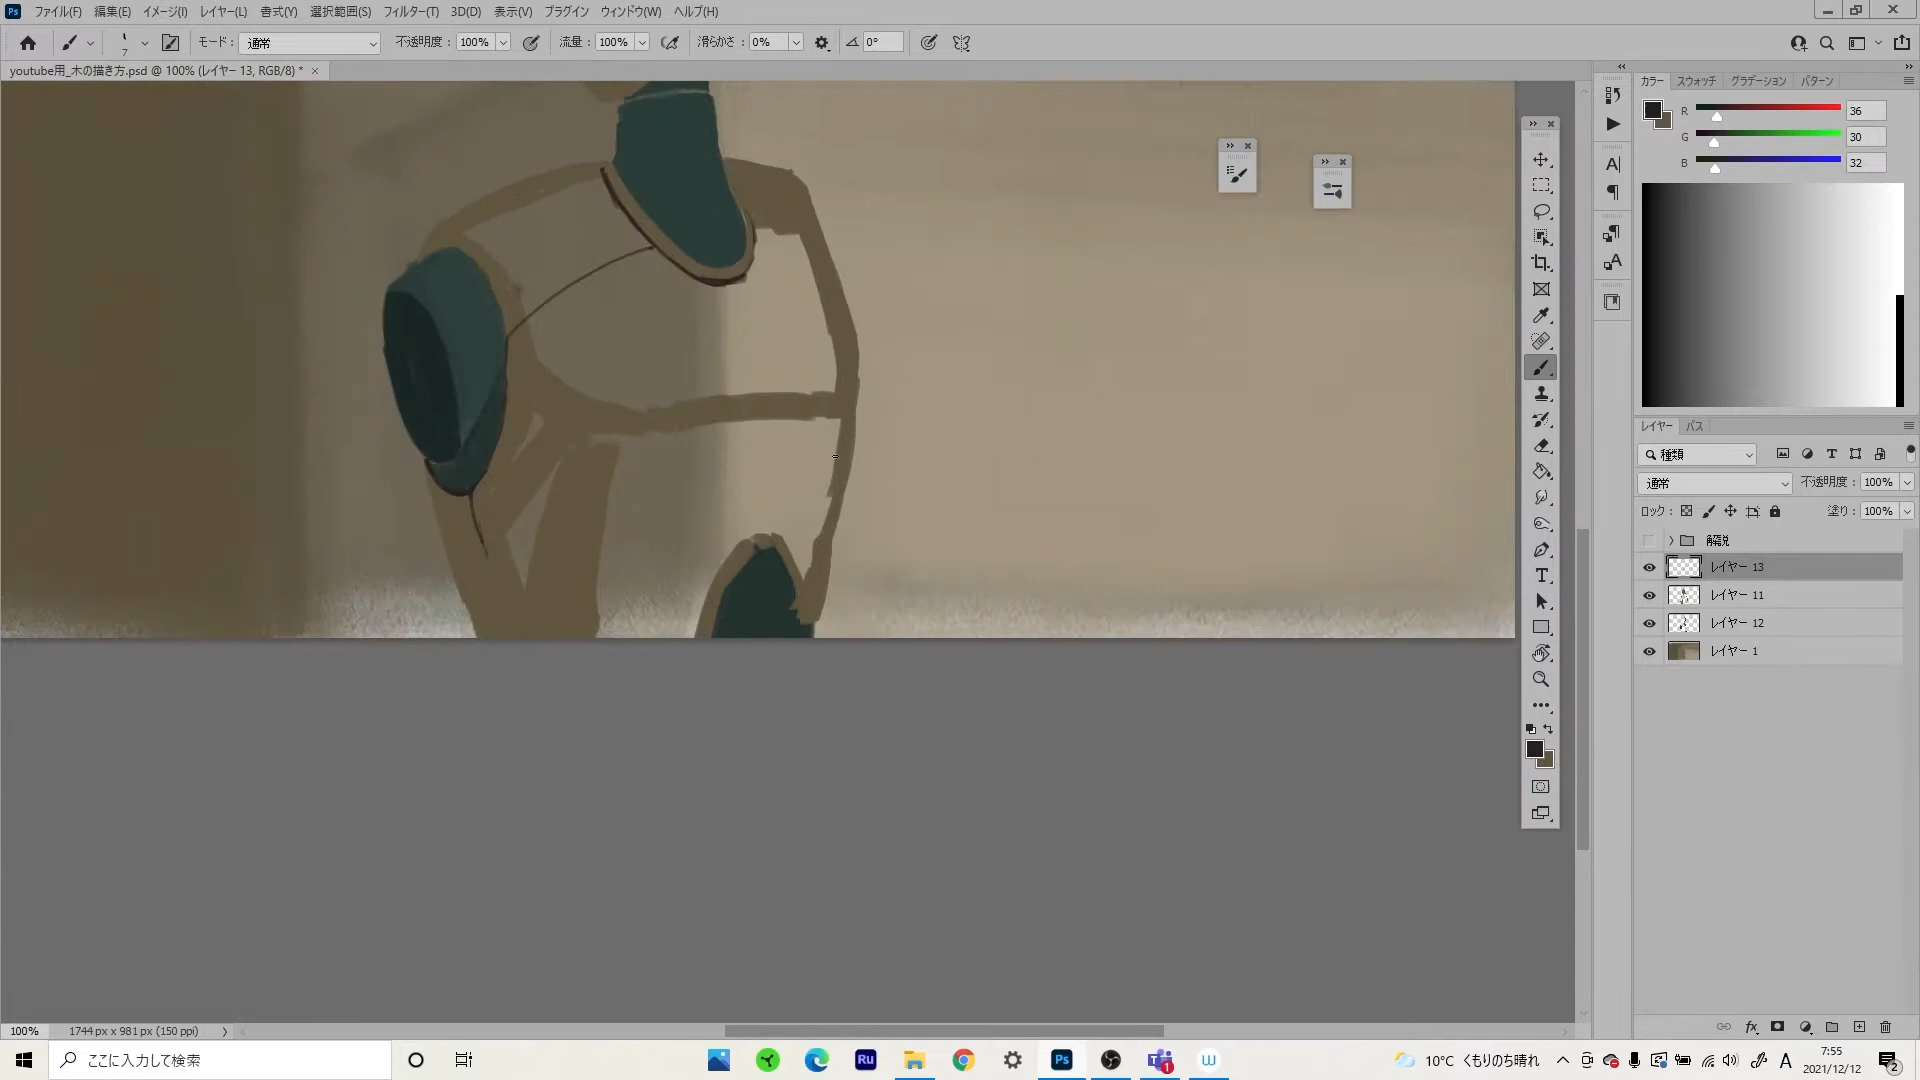 Ps ファイル(F) 編集(E) イメージ(I) レイヤー(L) 書式(Y) 選択範囲(S) フィルター(T) 3D(D) 表示(V) プラグイン ウィンドウ(W) ヘルプ(H)
7 モード: 通常 不透明度: 100% 流量: 100% 滑らかさ: 0% 0°
youtube用_木の描き方.psd @ 100% (レイヤー 13, RGB/8) *
カラー スウォッチ グラデーション パターン
R 36
G 30
B 32
レイヤー パス
種類
通常 不透明度: 100%
ロック: 塗り: 100%
解説
レイヤー 13
レイヤー 11
レイヤー 12
レイヤー 1
100% 1744 px x 981 px (150 ppi)
ここに入力して検索
Ru Ps 1 W
10°C くもりのち晴れ A
7:55
2021/12/12
2